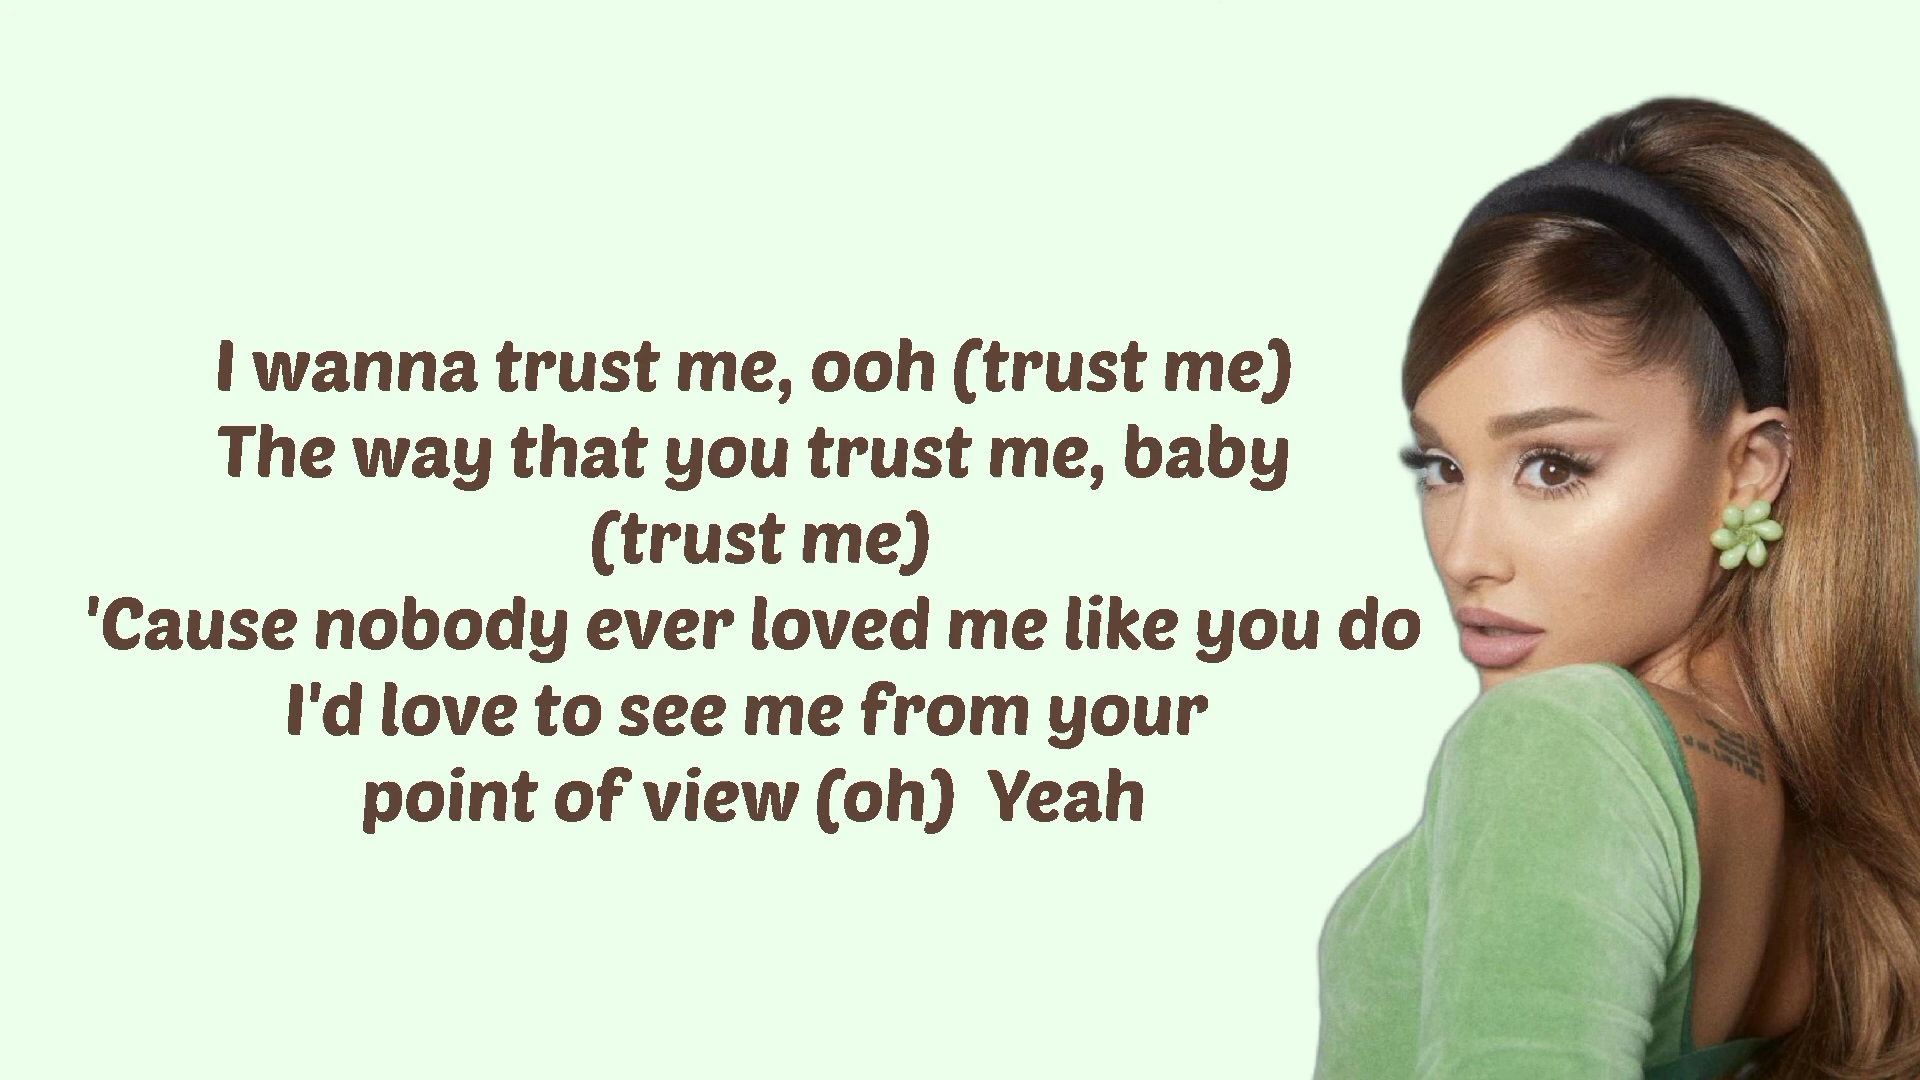 I wanna trust me, ooh (trust me)
The way that you trust me, baby
(trust me)
'Cause nobody ever loved me like you do
I'd love to see me from your
point of view (oh)  Yeah